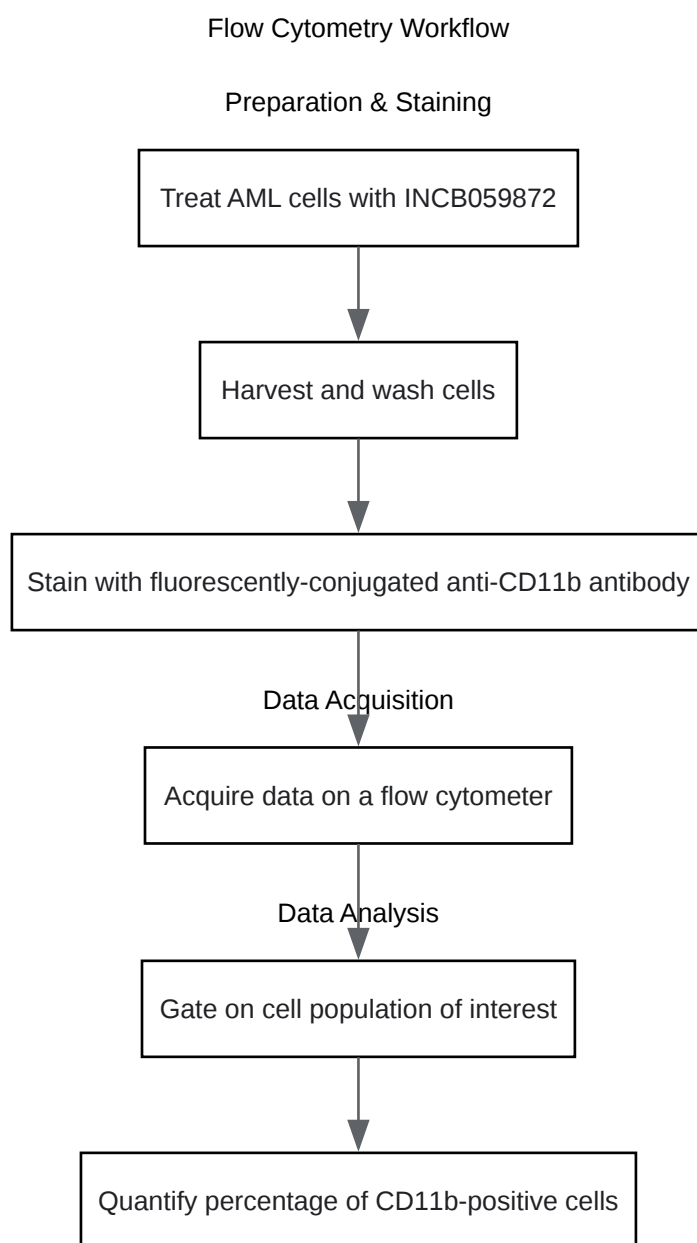 Flow Cytometry Workflow
Preparation & Staining
Treat AML cells with INCB059872
Harvest and wash cells
Stain with fluorescently-conjugated anti-CD11b antibody
Data Acquisition
Acquire data on a flow cytometer
Data Analysis
Gate on cell population of interest
Quantify percentage of CD11b-positive cells